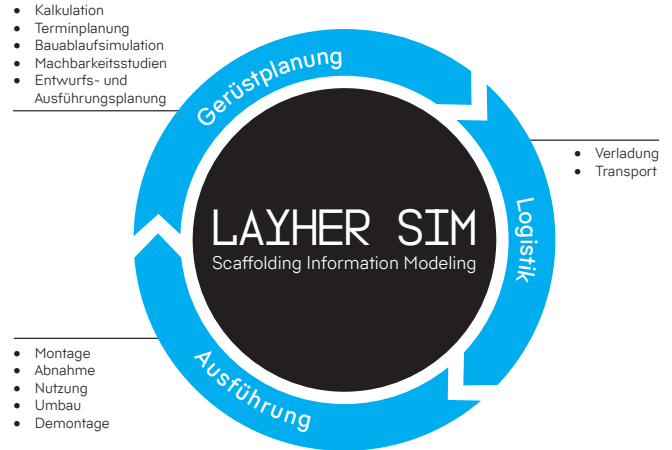 • Kalkulation
• Terminplanung
• Bauablaufsimulation
• Machbarkeitsstudien
• Entwurfs- und
Ausführungsplanung
Gerüstplanung
• Verladung
• Transport
Logistik
LAYHER SIM
Scaffolding Information Modeling
Ausführung
• Montage
• Abnahme
• Nutzung
• Umbau
• Demontage